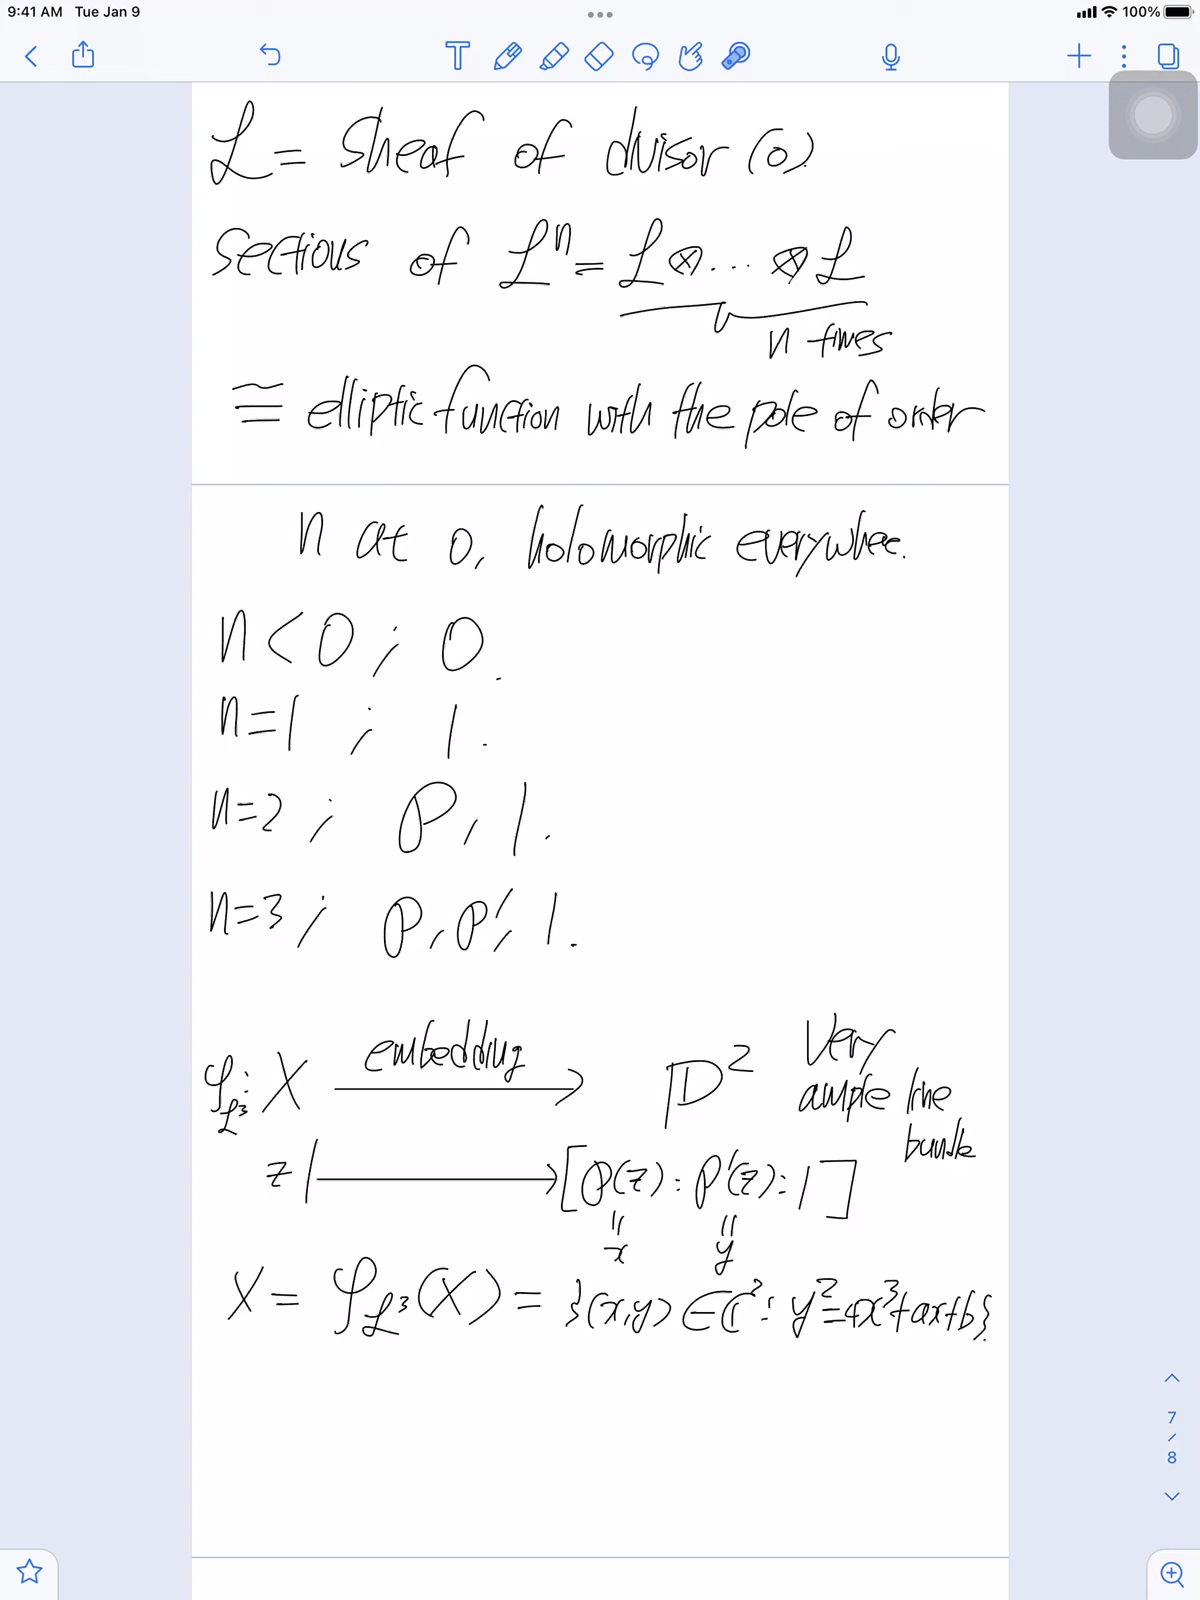 9:41 AM Tue Jan 9
100%
ℒ = Sheaf of divisor (0).
Sections of ℒⁿ = ℒ ⊗ ... ⊗ ℒ
n times
≅ elliptic function with the pole of order
n at 0, holomorphic everywhee.
n < 0 ; 0.
n = 1 ; 1.
n = 2 ; ℘, 1.
n = 3 ; ℘, ℘', 1.
φ_ℒ³ : X embedding → ℙ² Very ample line bundle
z ↦ [℘(z) : ℘'(z) : 1]
= x = y
X = φ_ℒ³(X) = {(x,y) ∈ ℂ² : y² = 4x³ + ax + b}.
7
/
8